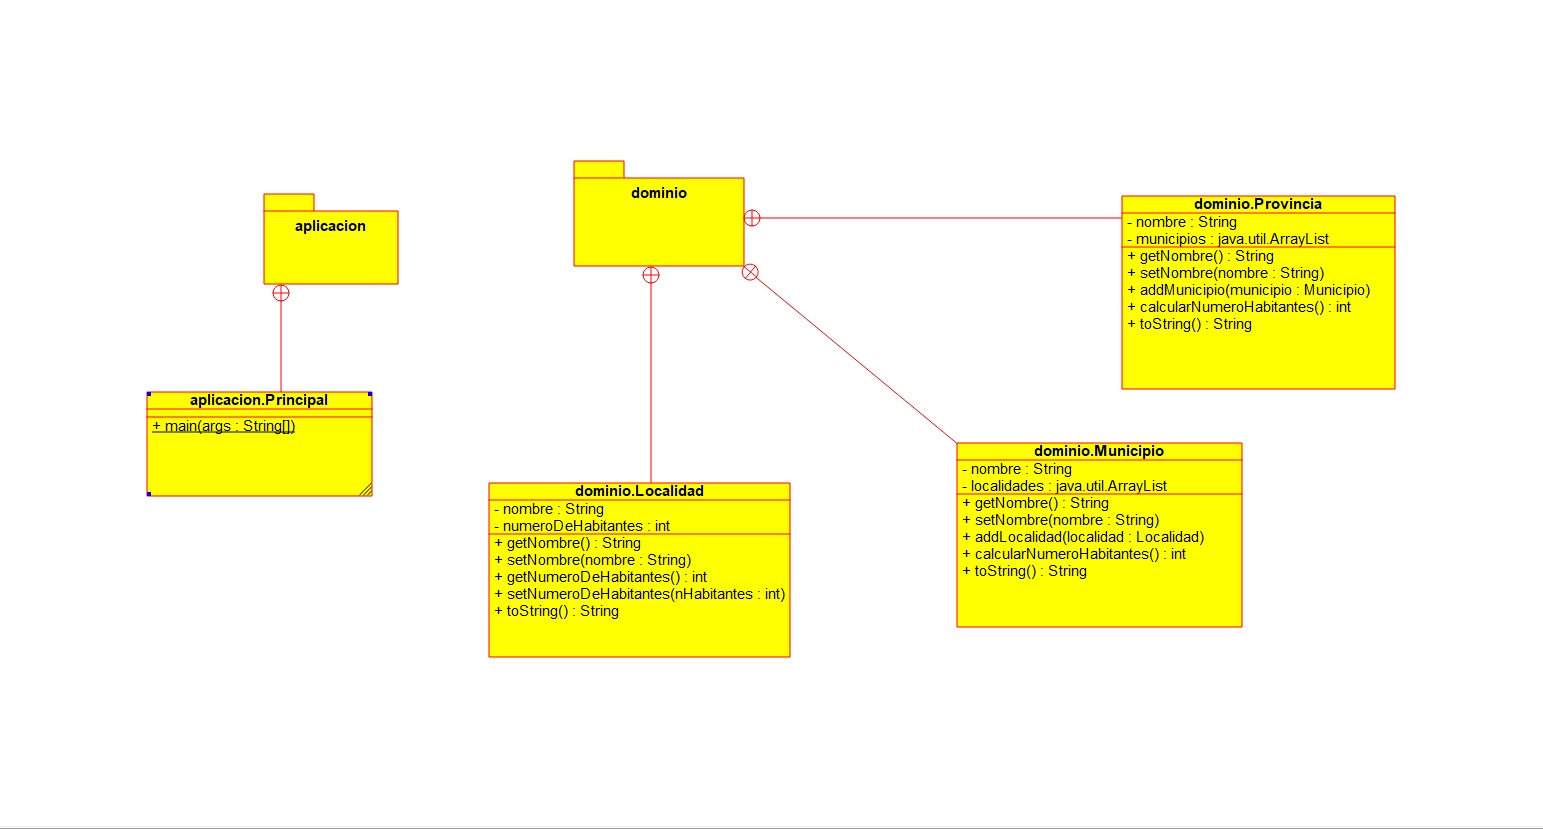 aplicacion
aplicacion.Principal
+ main(args : String[])
dominio
dominio.Localidad
- nombre : String
- numeroDeHabitantes : int
+ getNombre() : String
+ setNombre(nombre : String)
+ getNumeroDeHabitantes() : int
+ setNumeroDeHabitantes(nHabitantes : int)
+ toString() : String
dominio.Municipio
- nombre : String
- localidades : java.util.ArrayList
+ getNombre() : String
+ setNombre(nombre : String)
+ addLocalidad(localidad : Localidad)
+ calcularNumeroHabitantes() : int
+ toString() : String
dominio.Provincia
- nombre : String
- municipios : java.util.ArrayList
+ getNombre() : String
+ setNombre(nombre : String)
+ addMunicipio(municipio : Municipio)
+ calcularNumeroHabitantes() : int
+ toString() : String